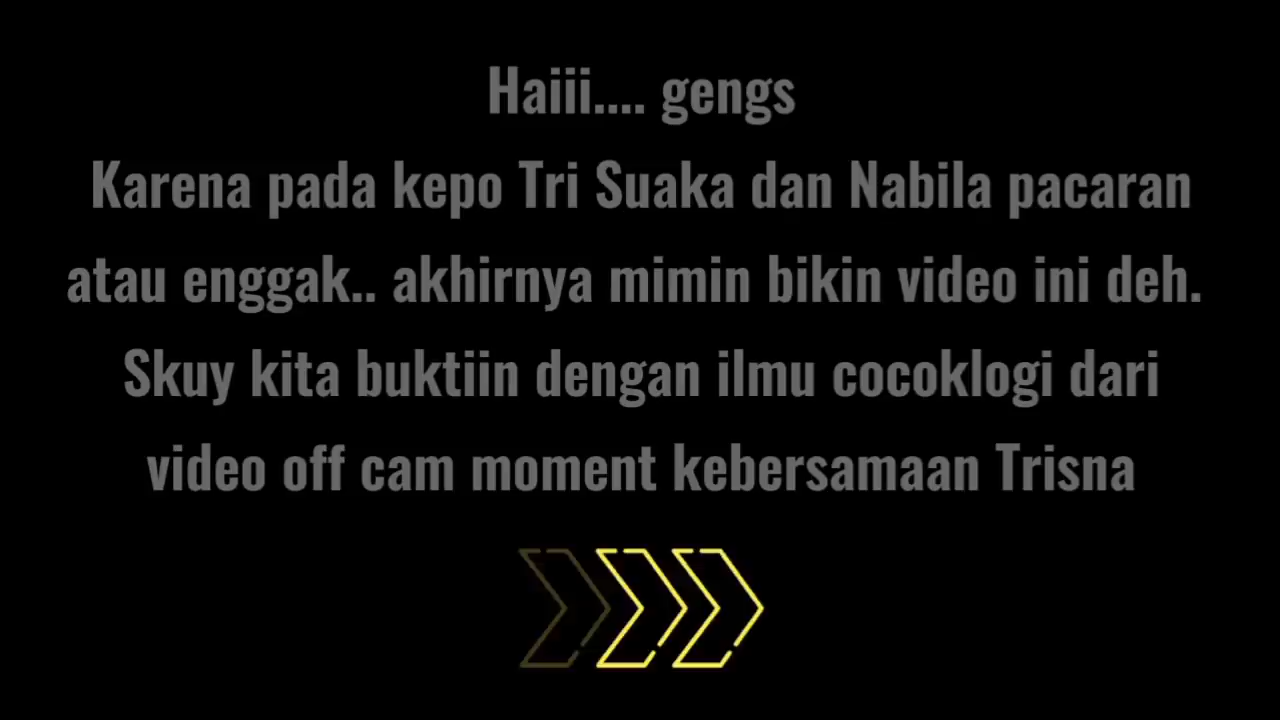 Haiii.... gengs
Karena pada kepo Tri Suaka dan Nabila pacaran
atau enggak.. akhirnya mimin bikin video ini deh.
Skuy kita buktiin dengan ilmu cocoklogi dari
video off cam moment kebersamaan Trisna